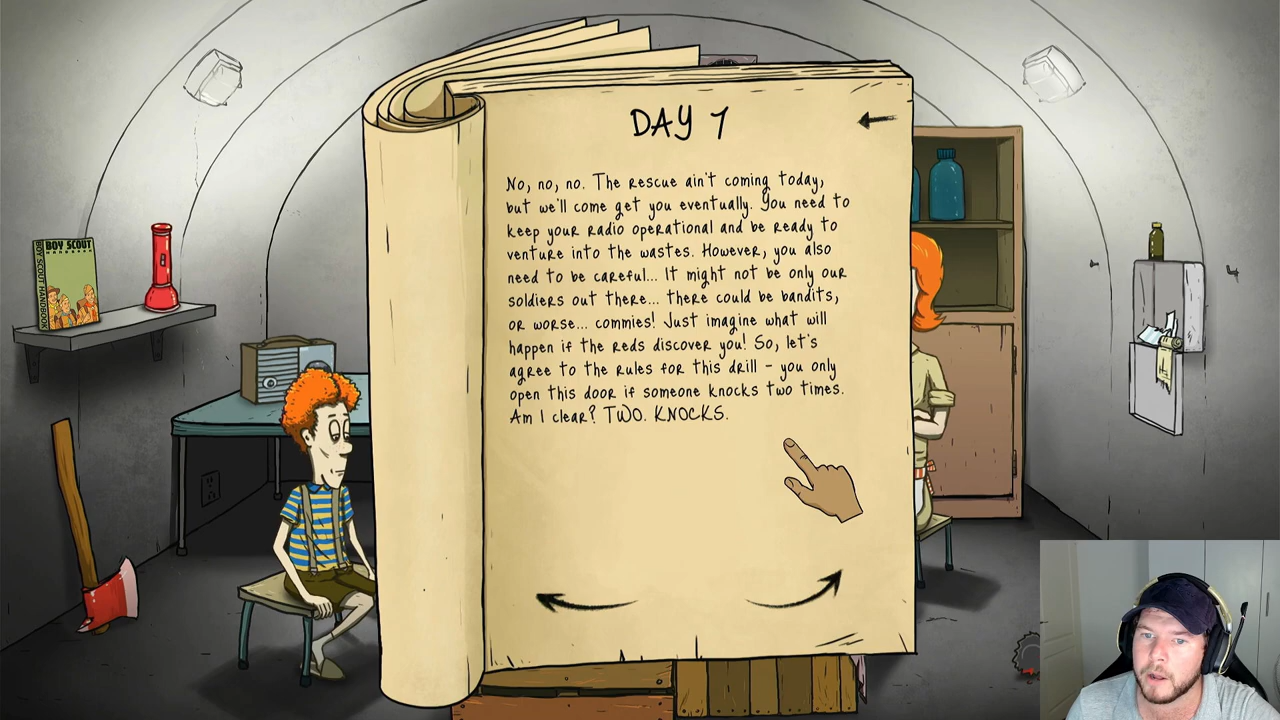 DAY 1
No, no, no. The rescue ain't coming today,
but we'll come get you eventually. You need to
keep your radio operational and be ready to
venture into the wastes. However, you also
need to be careful... It might not be only our
soldiers out there... there could be bandits,
or worse... commies! Just imagine what will
happen if the reds discover you! So, let's
agree to the rules for this drill - you only
open this door if someone knocks two times.
Am I clear? TWO. KNOCKS.
BOY SCOUT
HANDBOOK
BOY SCOUT HANDBOOK